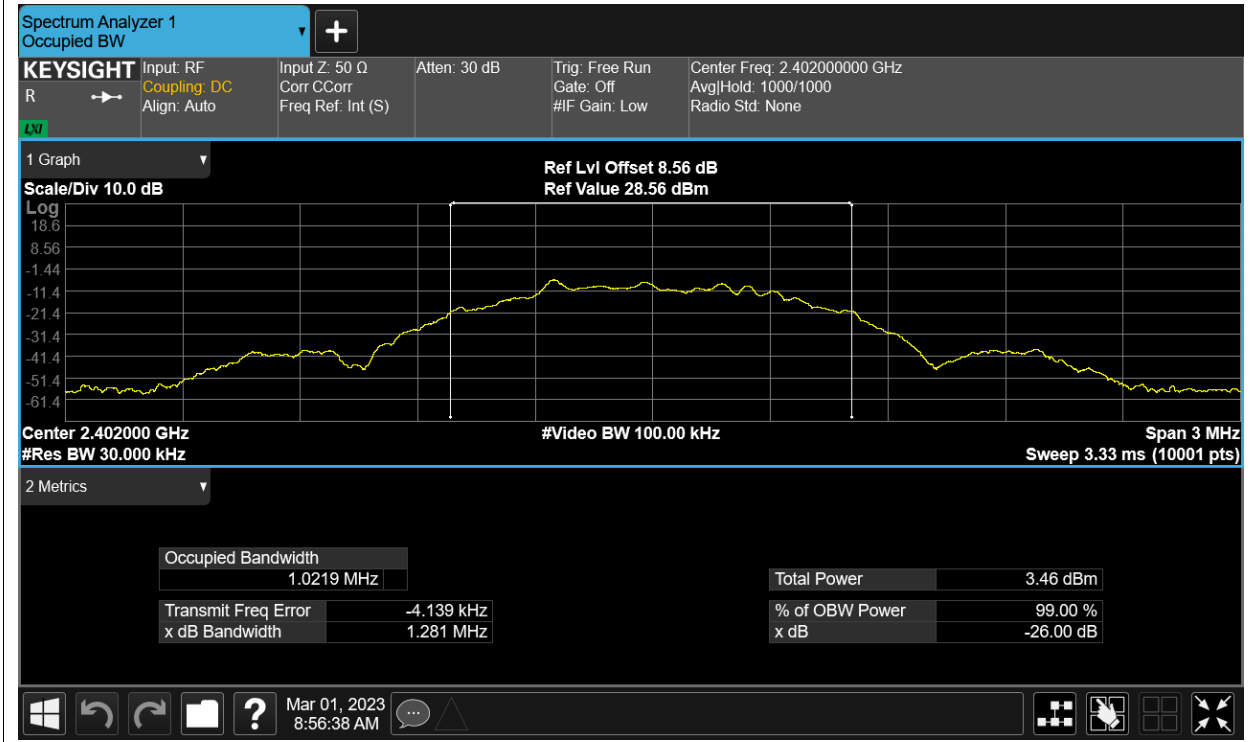 Spectrum Analyzer 1
Occupied BW
KEYSIGHT
R
LXI
Input: RF
Coupling: DC
Align: Auto
Input Z: 50 Ω
Corr CCorr
Freq Ref: Int (S)
Atten: 30 dB
Trig: Free Run
Gate: Off
#IF Gain: Low
Center Freq: 2.402000000 GHz
Avg|Hold: 1000/1000
Radio Std: None
1 Graph
Scale/Div 10.0 dB
Ref Lvl Offset 8.56 dB
Ref Value 28.56 dBm
Log
18.6
8.56
-1.44
-11.4
-21.4
-31.4
-41.4
-51.4
-61.4
Center 2.402000 GHz
#Video BW 100.00 kHz
Span 3 MHz
#Res BW 30.000 kHz
Sweep 3.33 ms (10001 pts)
2 Metrics
Occupied Bandwidth
1.0219 MHz
Total Power 3.46 dBm
Transmit Freq Error -4.139 kHz
% of OBW Power 99.00 %
x dB Bandwidth 1.281 MHz
x dB -26.00 dB
?
Mar 01, 2023
8:56:38 AM